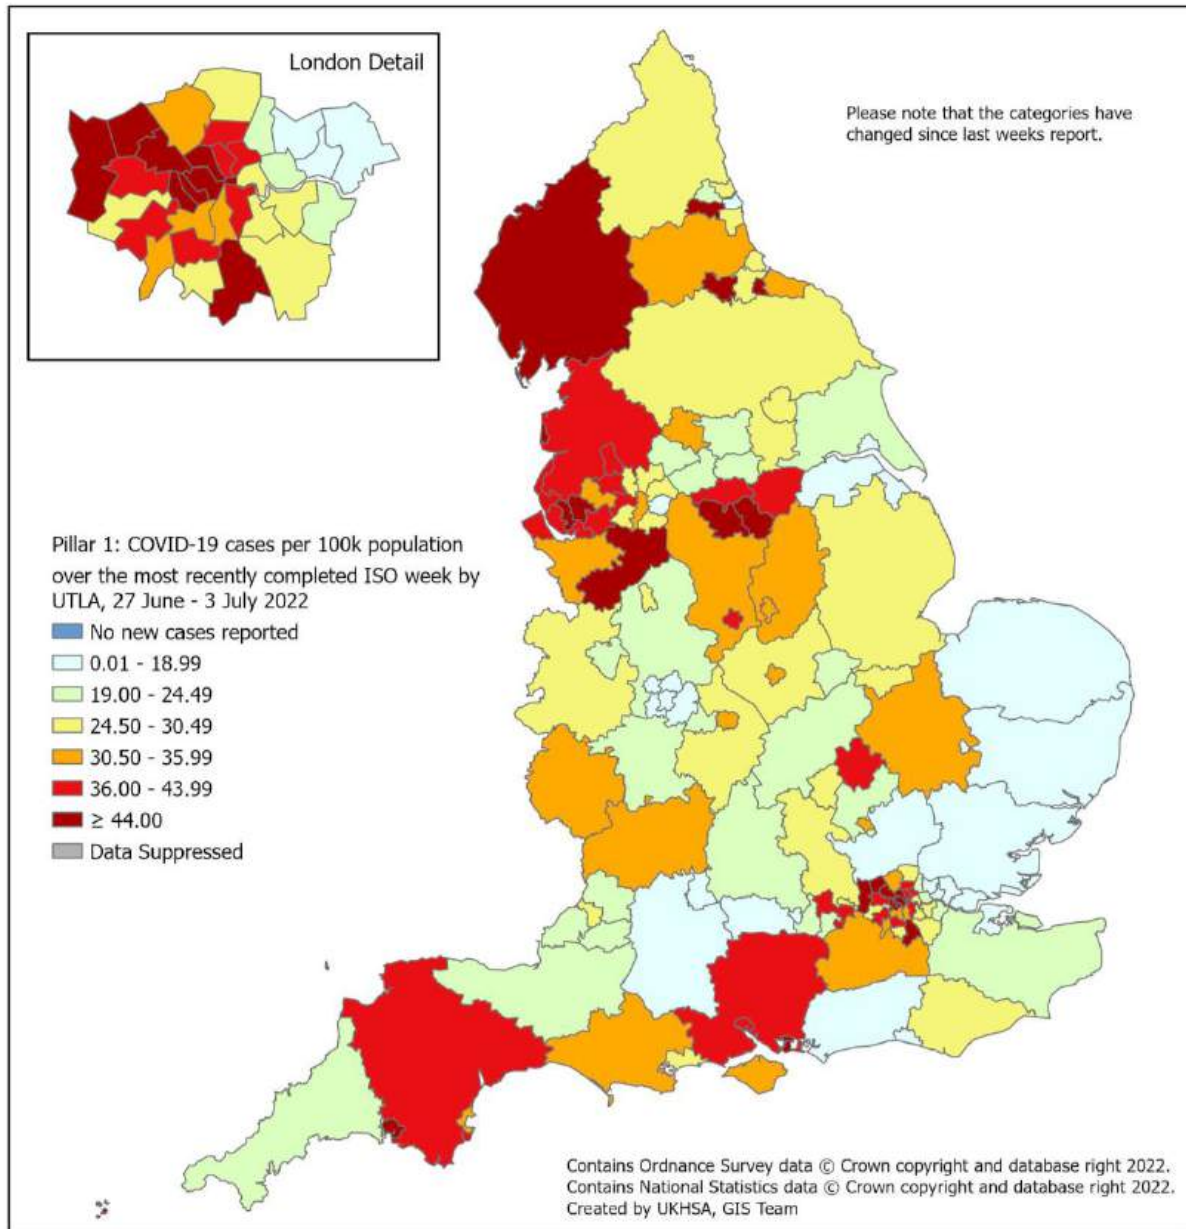 London Detail
Please note that the categories have
changed since last weeks report.
Pillar 1: COVID-19 cases per 100k population
over the most recently completed ISO week by
UTLA, 27 June - 3 July 2022
No new cases reported
0.01 - 18.99
19.00 - 24.49
24.50 - 30.49
30.50 - 35.99
36.00 - 43.99
≥ 44.00
Data Suppressed
Contains Ordnance Survey data © Crown copyright and database right 2022.
Contains National Statistics data © Crown copyright and database right 2022.
Created by UKHSA, GIS Team